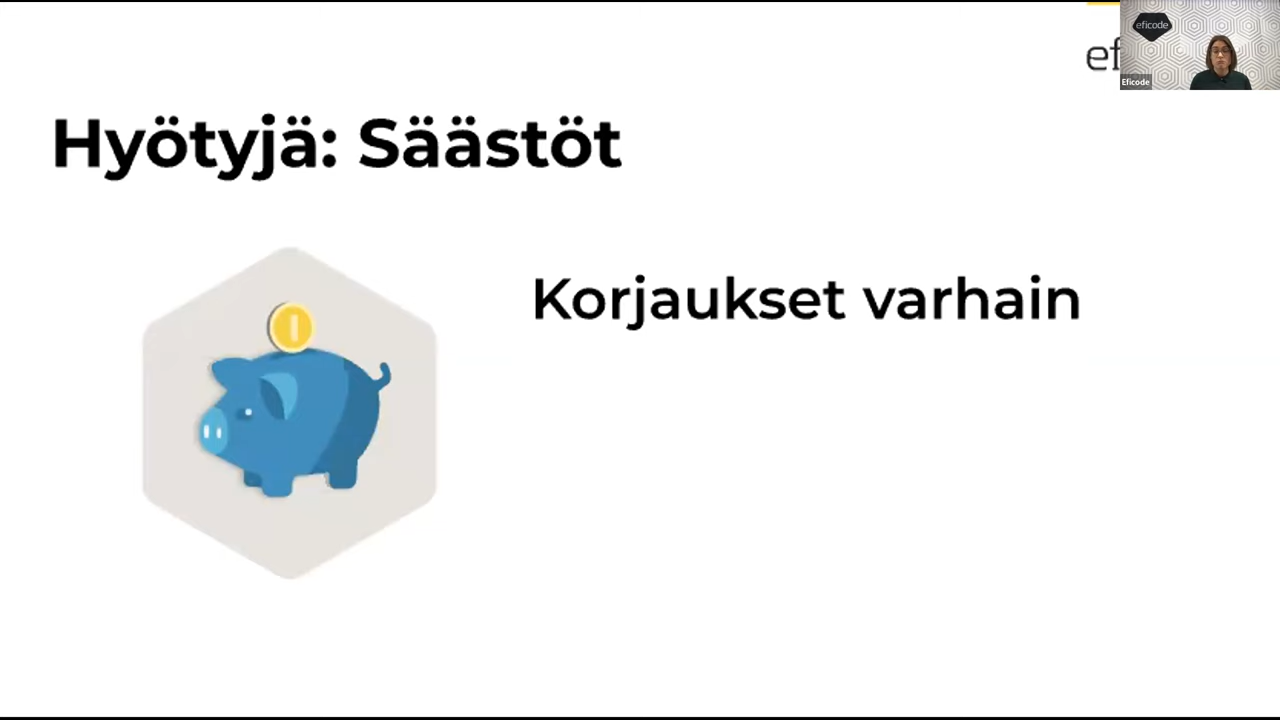 Hyötyjä: Säästöt
Korjaukset varhain
eficode
Eficode